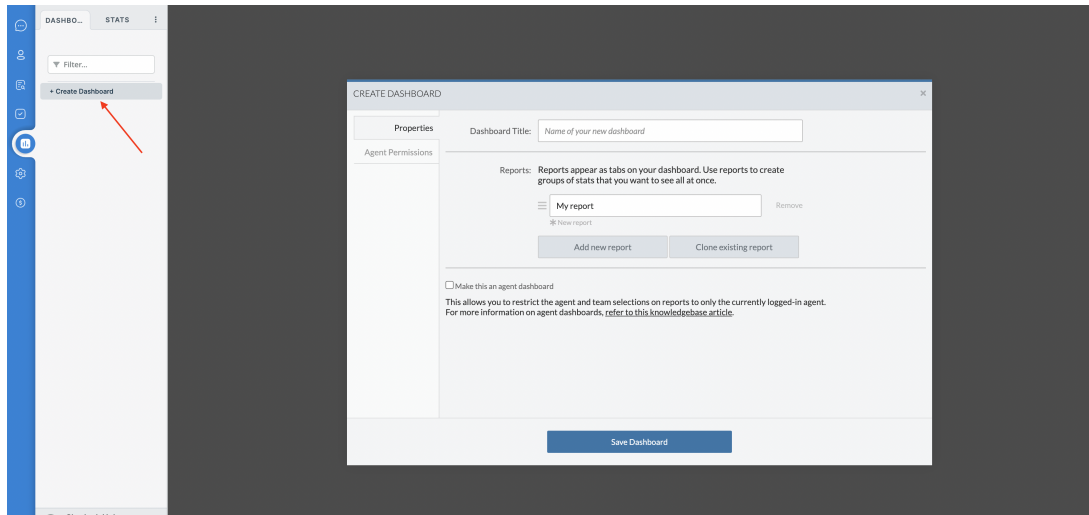 DASHBO...
STATS
Filter...
+ Create Dashboard
CREATE DASHBOARD
×
Properties
Agent Permissions
Dashboard Title:
Name of your new dashboard
Reports:
Reports appear as tabs on your dashboard. Use reports to create
groups of stats that you want to see all at once.
My report
Remove
✱ New report
Add new report
Clone existing report
Make this an agent dashboard
This allows you to restrict the agent and team selections on reports to only the currently logged-in agent.
For more information on agent dashboards, refer to this knowledgebase article.
Save Dashboard